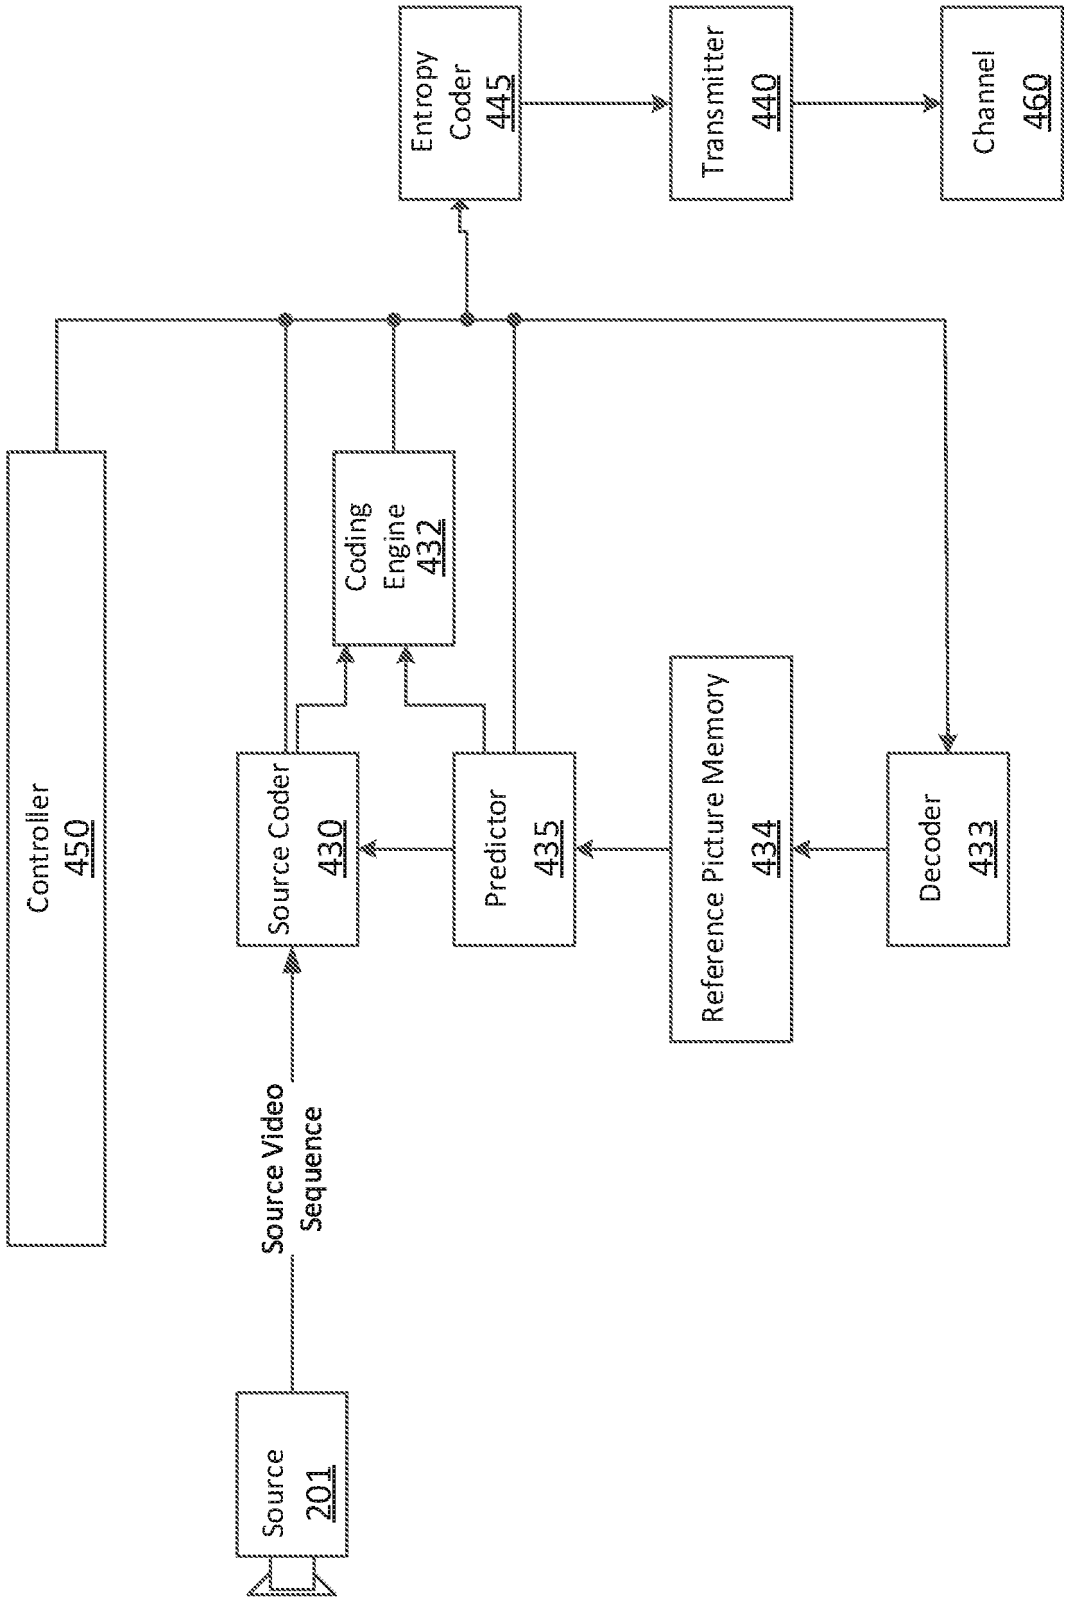 Controller
450
Source
201
Source Video
Sequence
Source Coder
430
Coding
Engine
432
Predictor
435
Reference Picture Memory
434
Decoder
433
Entropy
Coder
445
Transmitter
440
Channel
460